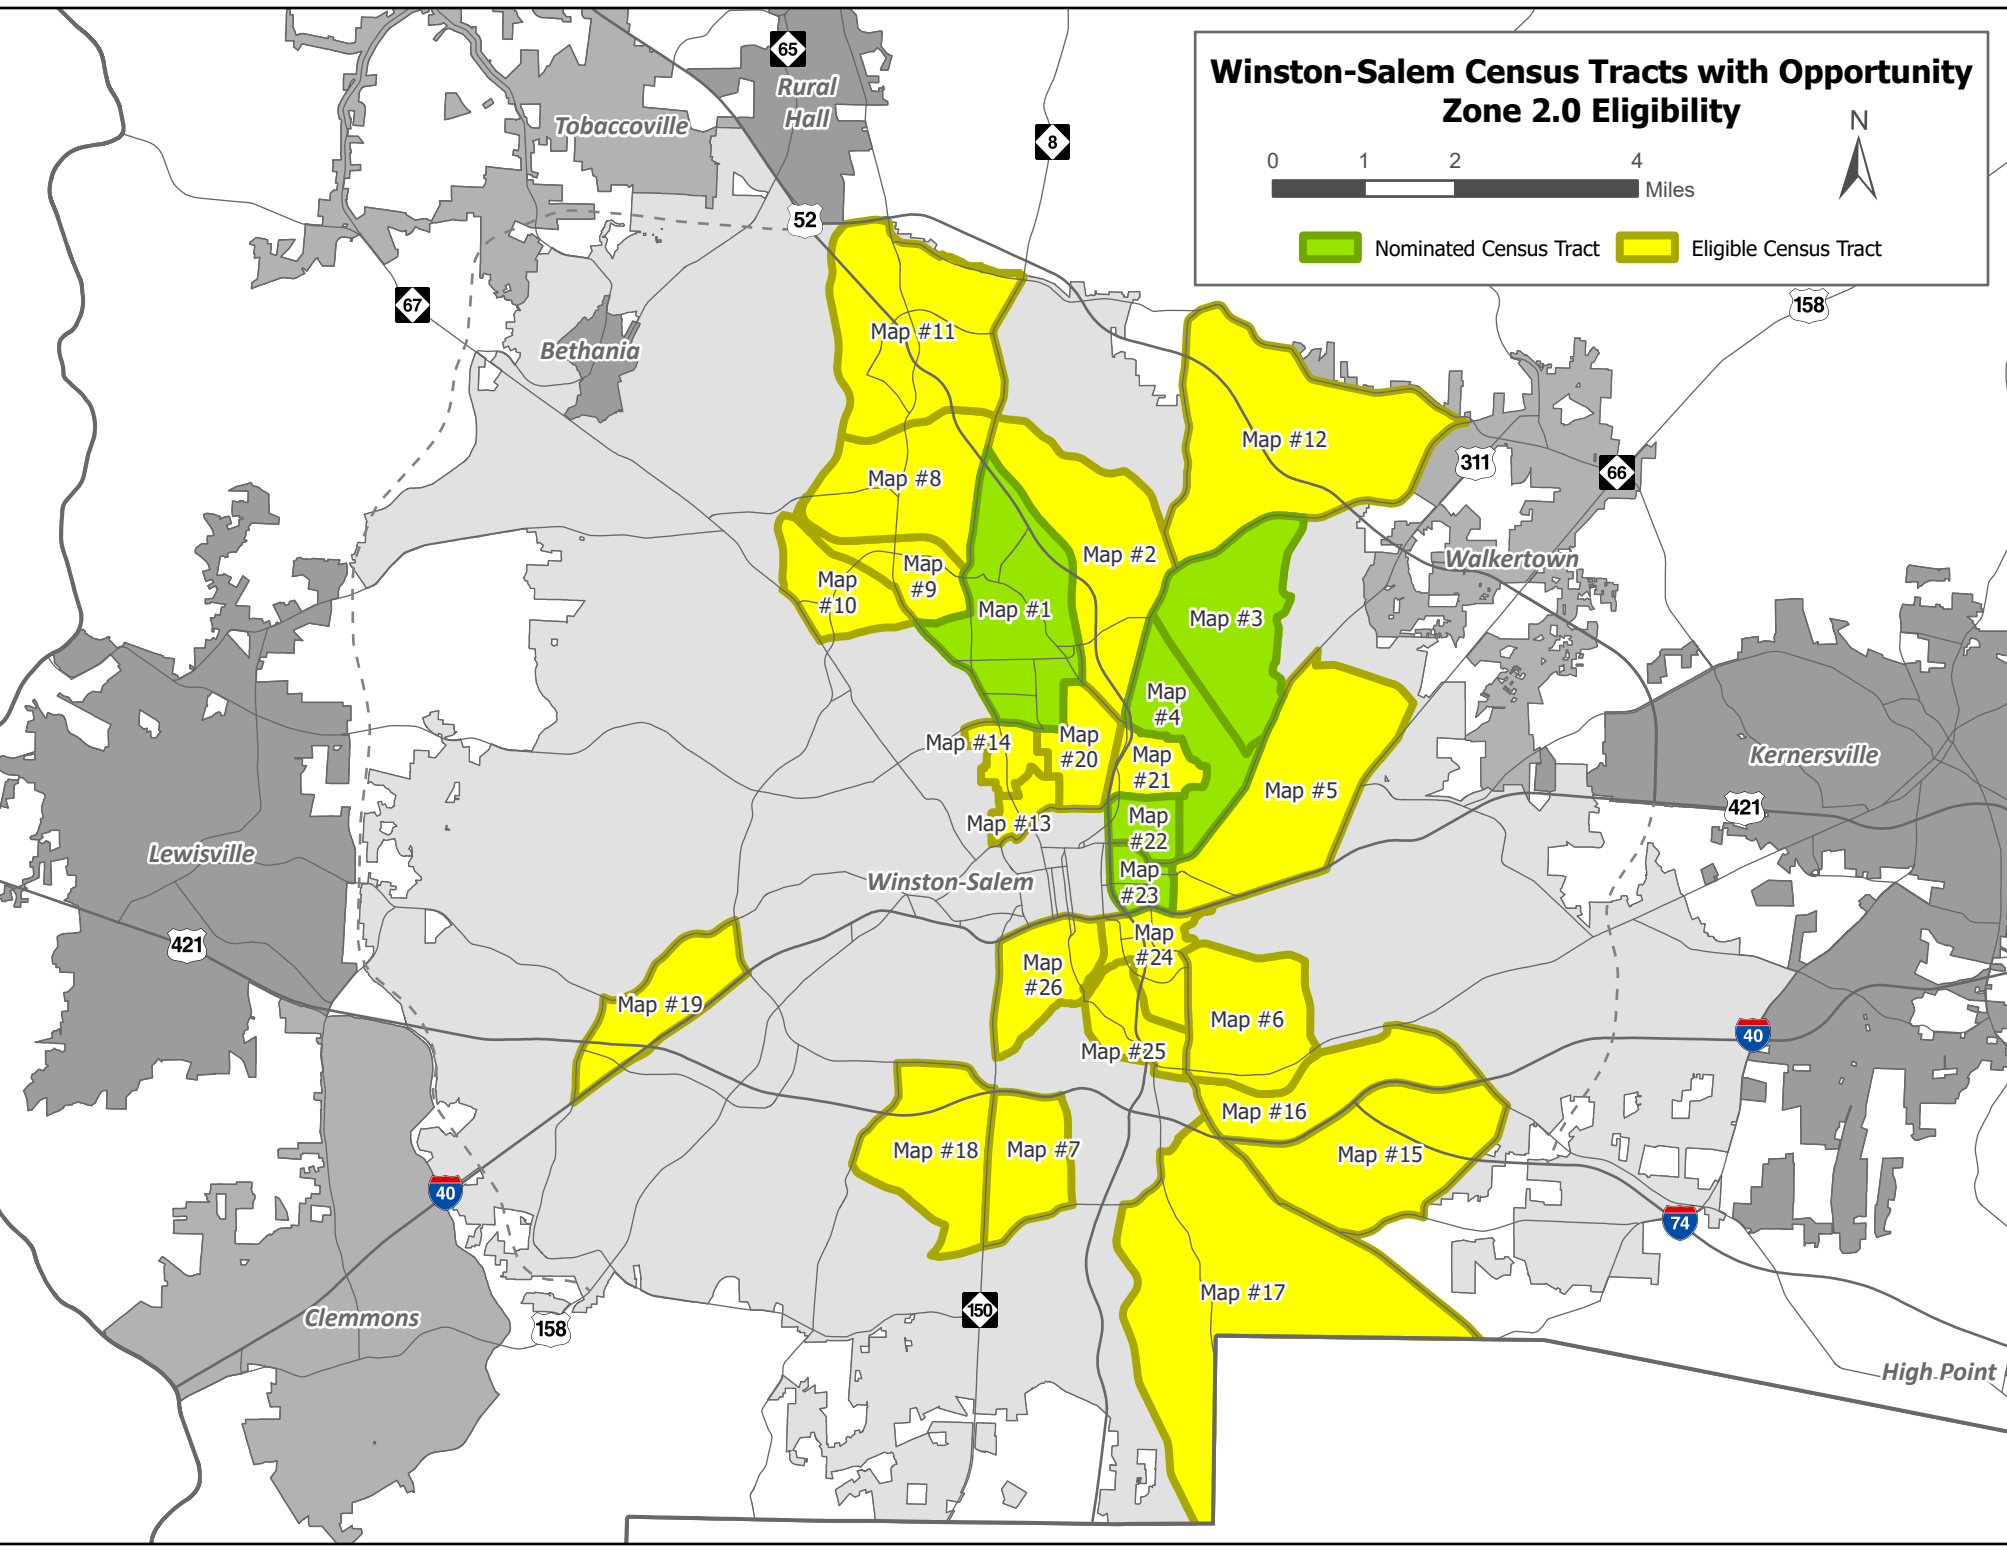 Winston-Salem Census Tracts with Opportunity
Zone 2.0 Eligibility
N
0 1 2 4
Miles
Nominated Census Tract
Eligible Census Tract
65
Rural
Hall
Tobaccoville
8
52
67
158
Bethania
Map #11
Map #12
311
66
Map #8
Map #2
Walkertown
Map
#9
Map
#10
Map #1
Map #3
Map
#4
Map #14
Map
#20
Map
#21
Kernersville
Map #5
421
Map #13
Map
#22
Lewisville
Winston-Salem
Map
#23
421
Map
#24
Map
#26
Map #19
Map #6
40
Map #25
Map #16
Map #18
Map #7
Map #15
40
74
Map #17
150
Clemmons
158
High Point